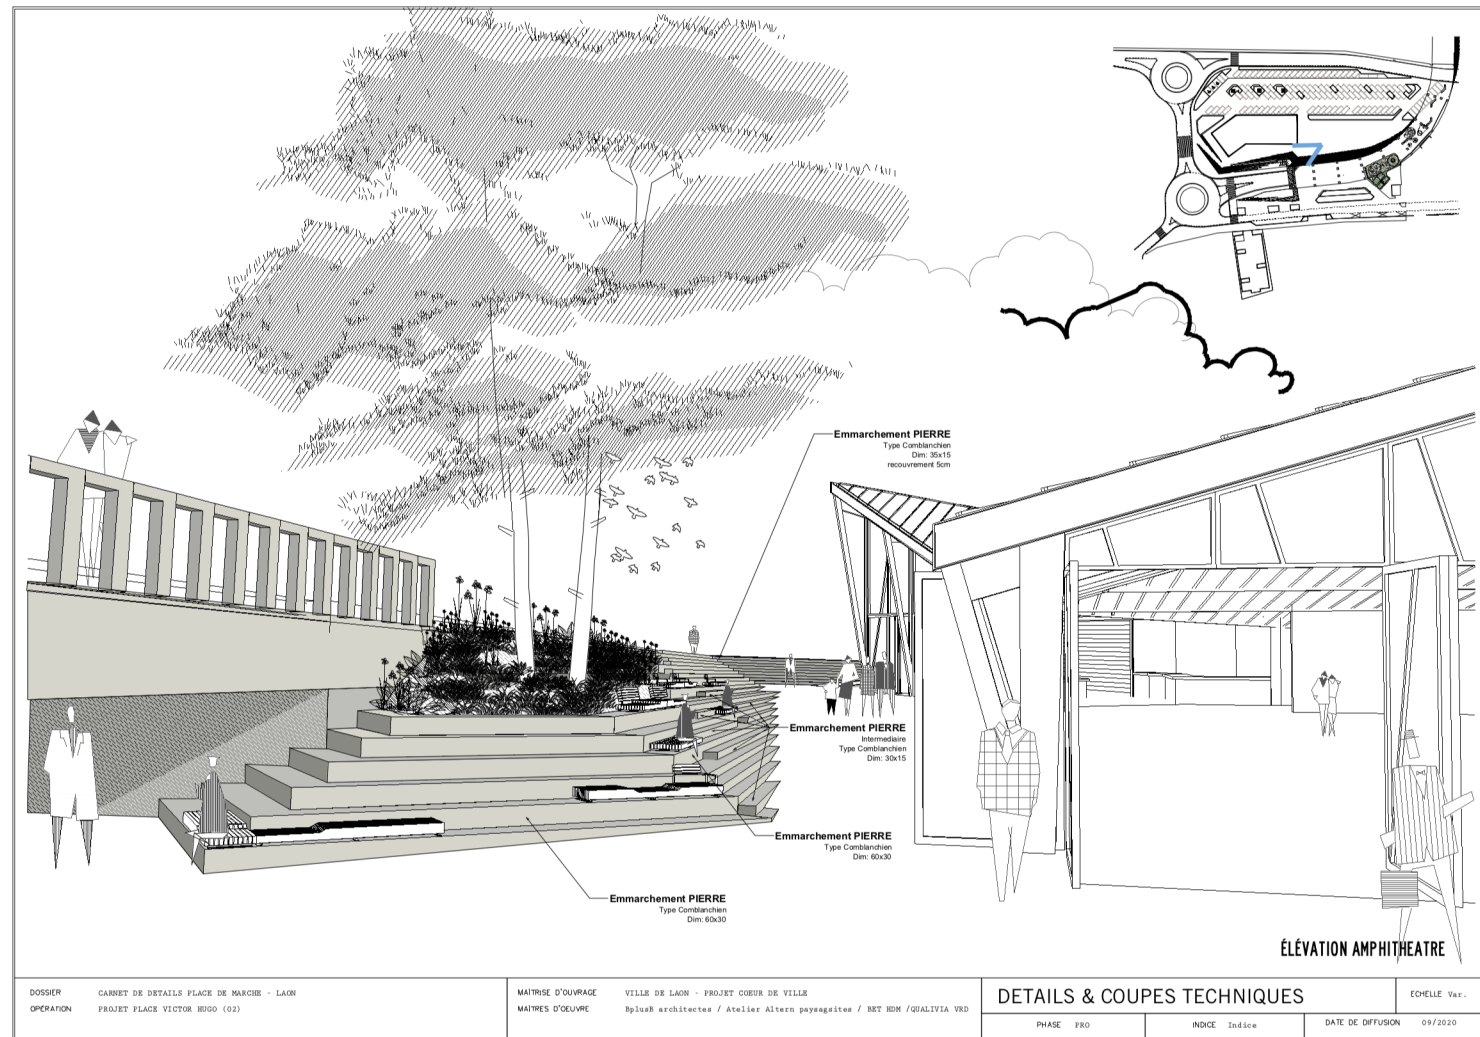 Emmarchement PIERRE
Type Comblanchien
Dim: 35x15
recouvrement 5cm
Emmarchement PIERRE
Intermediaire
Type Comblanchien
Dim: 30x15
Emmarchement PIERRE
Type Comblanchien
Dim: 60x30
Emmarchement PIERRE
Type Comblanchien
Dim: 60x30
ÉLÉVATION AMPHITHEATRE
DOSSIER CARNET DE DETAILS PLACE DE MARCHE - LAON
OPÉRATION PROJET PLACE VICTOR HUGO (02)
MAÎTRISE D'OUVRAGE VILLE DE LAON - PROJET COEUR DE VILLE
MAÎTRES D'OEUVRE BplusB architectes / Atelier Altern paysagsites / BET HDM /QUALIVIA VRD
DETAILS & COUPES TECHNIQUES
ECHELLE Var.
PHASE PRO
INDICE Indice
DATE DE DIFFUSION 09/2020